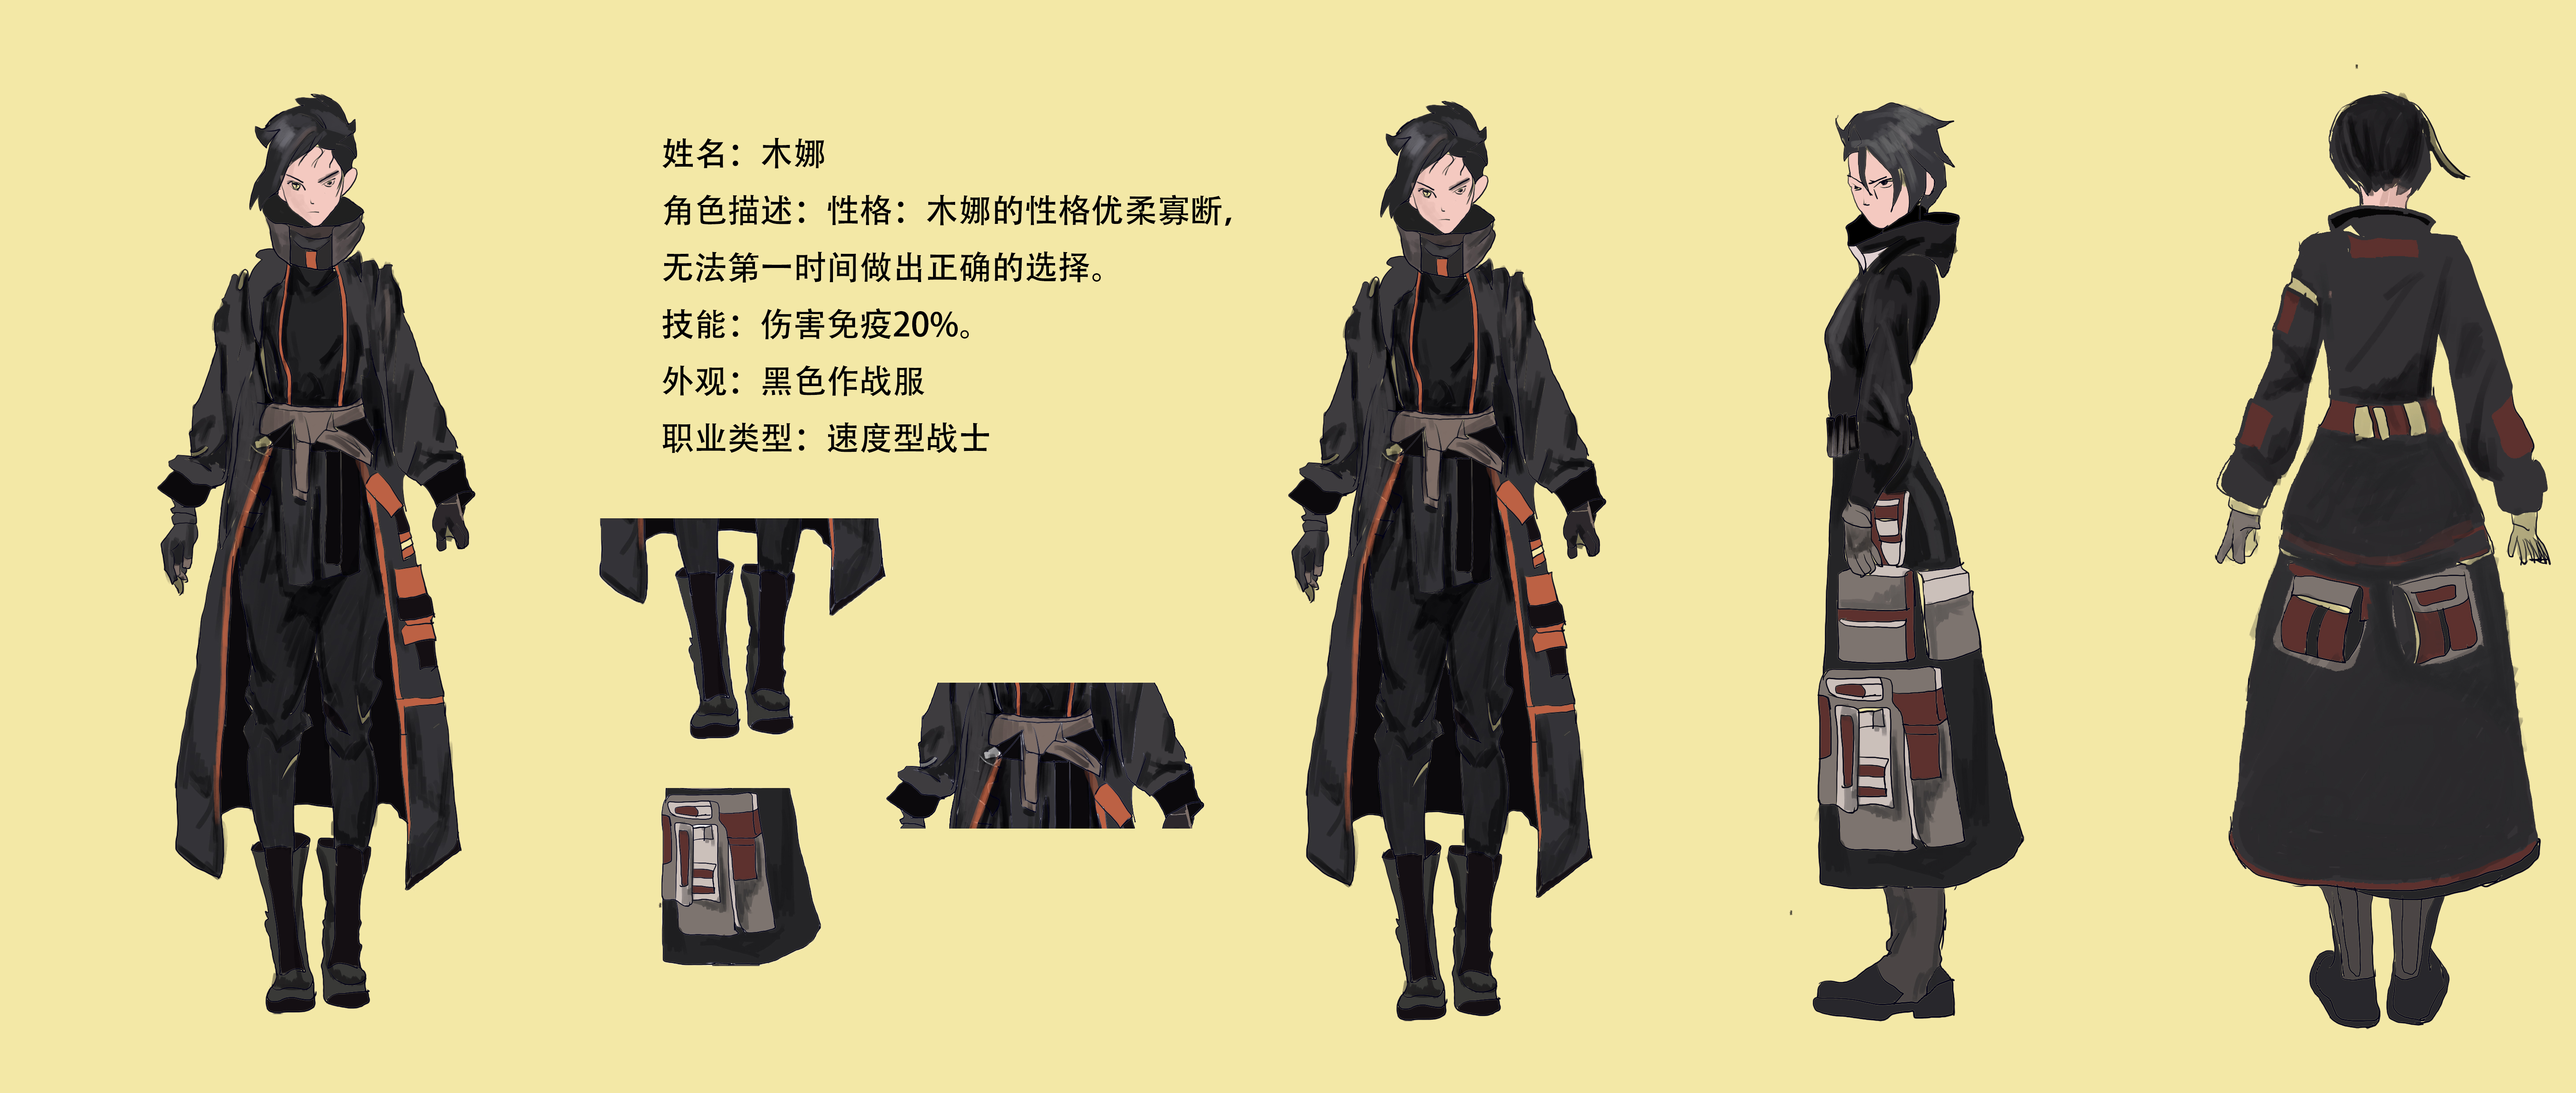 姓名：木娜
角色描述：性格：木娜的性格优柔寡断，
无法第一时间做出正确的选择。
技能：伤害免疫20%。
外观：黑色作战服
职业类型：速度型战士